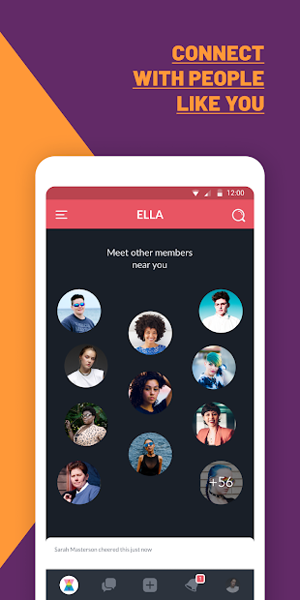 CONNECT
WITH PEOPLE
LIKE YOU
12:00
ELLA
Meet other members
near you
+56
Sarah Masterson cheered this just now
1